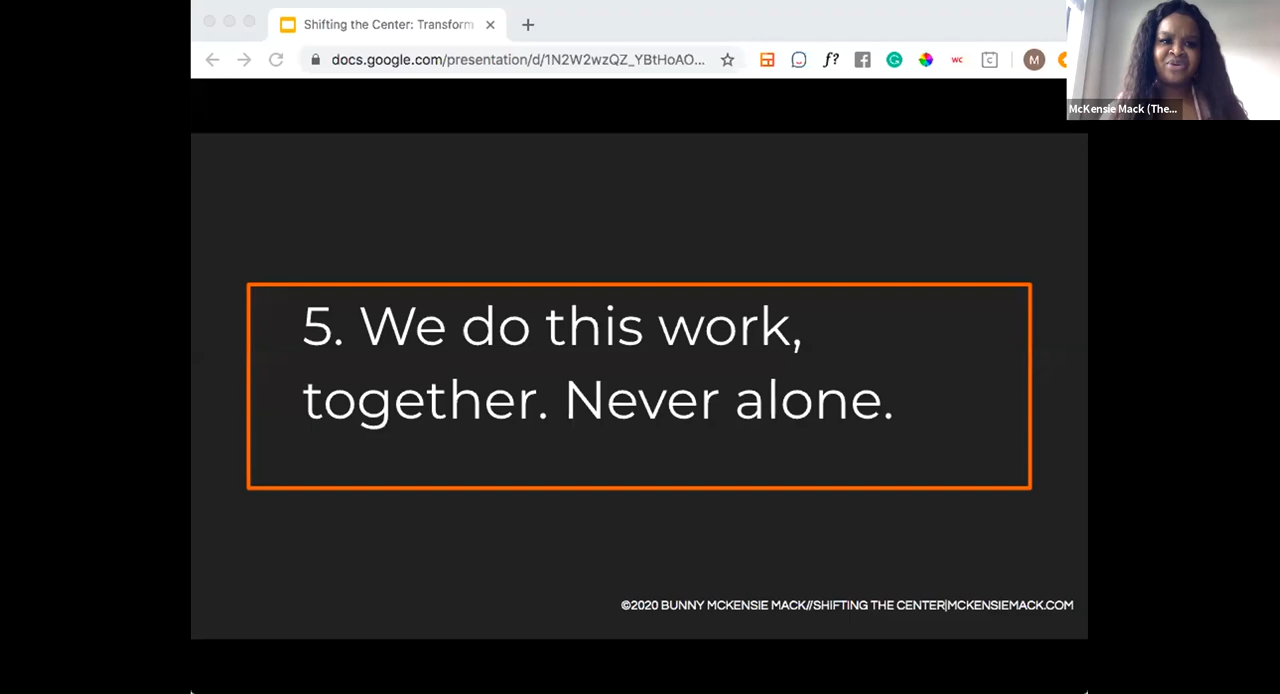 Shifting the Center: Transform
docs.google.com/presentation/d/1N2W2wzQZ_YBtHoAO...
f?
WC
C
M
McKensie Mack (The...
5. We do this work,
together. Never alone.
©2020 BUNNY MCKENSIE MACK//SHIFTING THE CENTER|MCKENSIEMACK.COM